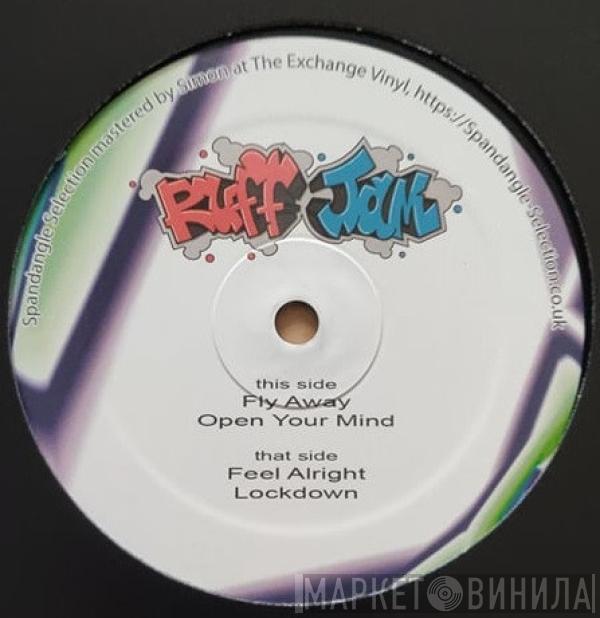 Spandangle Selection mastered by Simon at The Exchange Vinyl, https://Spandangle-Selection.co.uk
Ruff Jam
this side
Fly Away
Open Your Mind
that side
Feel Alright
Lockdown
МАРКЕТ ВИНИЛА